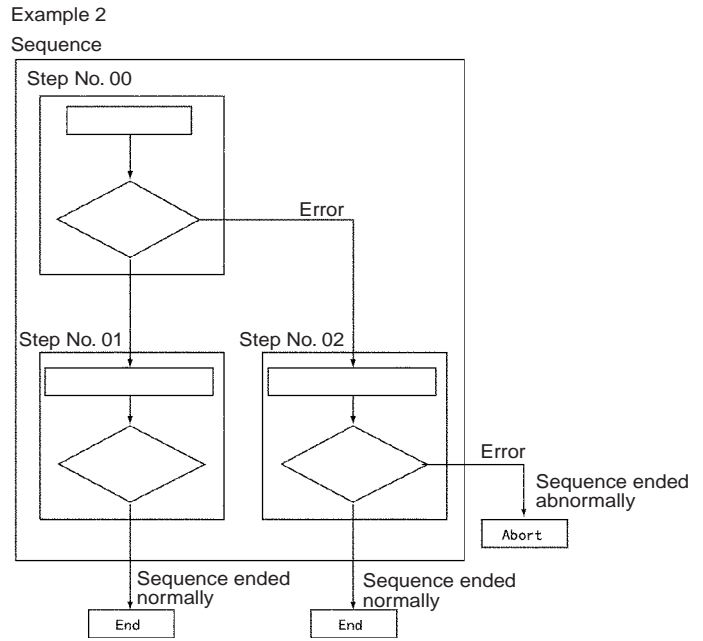 Example 2
Sequence
Step No. 00
Error
Step No. 01
Step No. 02
Error
Sequence ended
abnormally
Abort
Sequence ended
normally
Sequence ended
normally
End
End